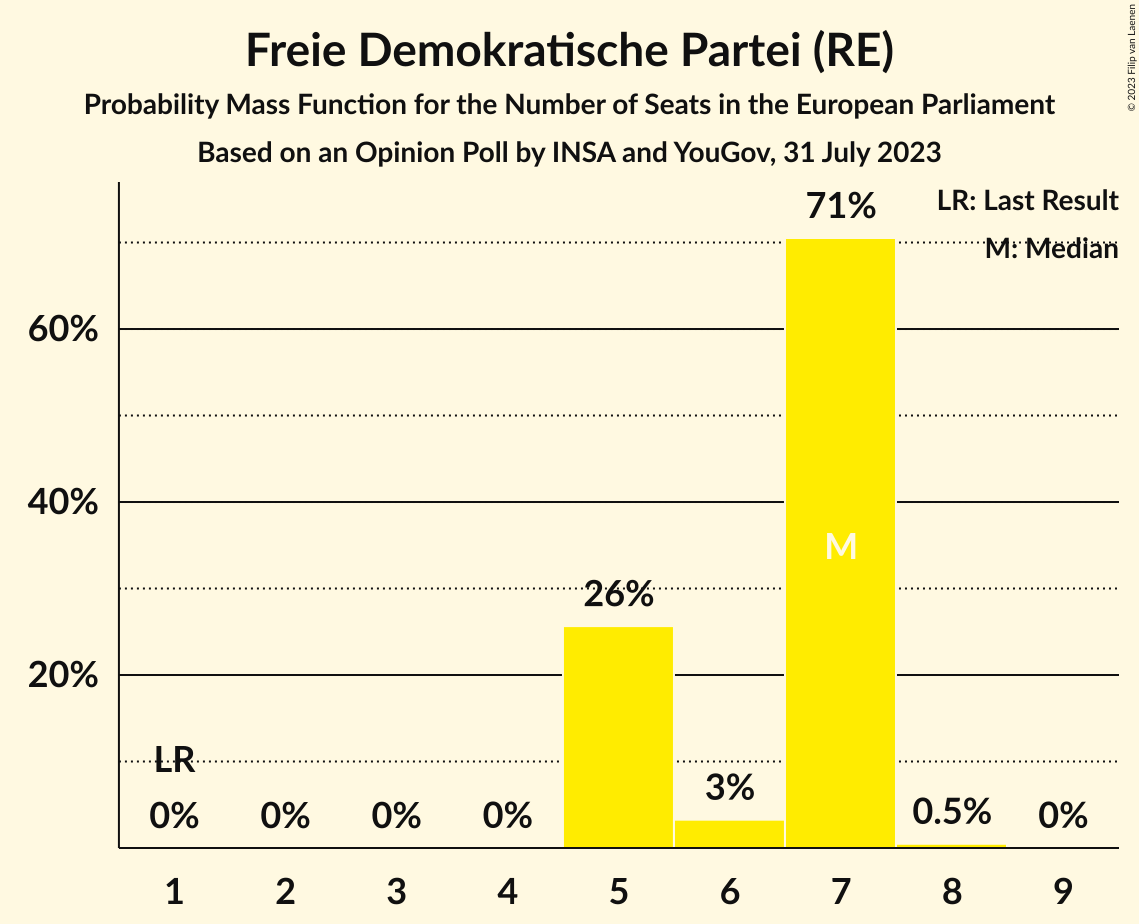 Freie Demokratische Partei (RE)
Probability Mass Function for the Number of Seats in the European Parliament
Based on an Opinion Poll by INSA and YouGov, 31 July 2023
© 2023 Filip van Laenen
LR: Last Result
M: Median
71%
60%
40%
M
26%
20%
LR
3%
0% 0% 0% 0% 0.5% 0%
1 2 3 4 5 6 7 8 9